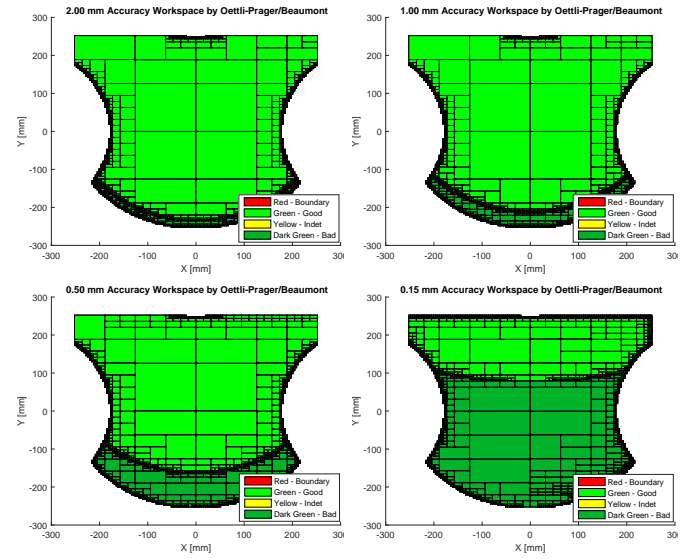 2.00 mm Accuracy Workspace by Oettli-Prager/Beaumont
300
200
100
0
-100
-200
-300
Y [mm]
-300 -200 -100 0 100 200 30
X [mm]
Red - Boundary
Green - Good
Yellow - Indet
Dark Green - Bad
1.00 mm Accuracy Workspace by Oettli-Prager/Beaumont
300
200
100
0
-100
-200
-300
Y [mm]
-300 -200 -100 0 100 200 300
X [mm]
Red - Boundary
Green - Good
Yellow - Indet
Dark Green - Bad
0.50 mm Accuracy Workspace by Oettli-Prager/Beaumont
300
200
100
0
-100
-200
-300
Y [mm]
-300 -200 -100 0 100 200 30
X [mm]
Red - Boundary
Green - Good
Yellow - Indet
Dark Green - Bad
0.15 mm Accuracy Workspace by Oettli-Prager/Beaumont
300
200
100
0
-100
-200
-300
Y [mm]
-300 -200 -100 0 100 200 300
X [mm]
Red - Boundary
Green - Good
Yellow - Indet
Dark Green - Bad